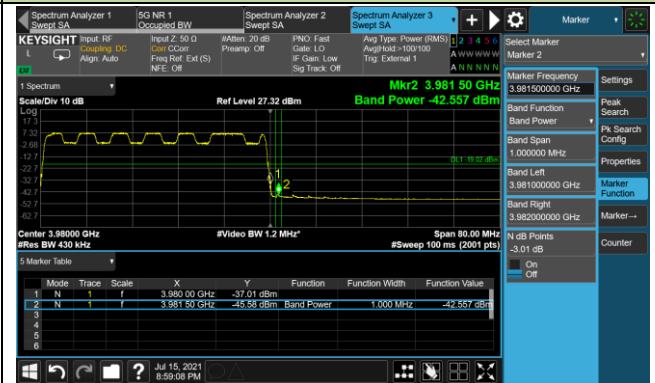 Spectrum Analyzer 1
Swept SA
5G NR 1
Occupied BW
Spectrum Analyzer 2
Swept SA
Spectrum Analyzer 3
Swept SA
Marker
KEYSIGHT
L
Input: RF
Coupling: DC
Align: Auto
Input Z: 50 Ω
Corr CCorr
Freq Ref: Ext (S)
NFE: Off
#Atten: 20 dB
Preamp: Off
PNO: Fast
Gate: LO
IF Gain: Low
Sig Track: Off
Avg Type: Power (RMS)
Avg|Hold:>100/100
Trig: External 1
1 2 3 4 5 6
A W W W W W
A N N N N N
1 Spectrum
Scale/Div 10 dB
Ref Level 27.32 dBm
Mkr2 3.981 50 GHz
Band Power -42.557 dBm
Log
17.3
7.32
-2.68
-12.7
-22.7
-32.7
-42.7
-52.7
-62.7
DL1 -19.02 dBm
1
2
Center 3.98000 GHz
#Res BW 430 kHz
#Video BW 1.2 MHz*
Span 80.00 MHz
#Sweep 100 ms (2001 pts)
5 Marker Table
Mode Trace Scale X Y Function Function Width Function Value
1 N 1 f 3.980 00 GHz -37.01 dBm
2 N 1 f 3.981 50 GHz -45.58 dBm Band Power 1.000 MHz -42.557 dBm
3
4
5
6
Jul 15, 2021
8:59:08 PM
Select Marker
Marker 2
Marker Frequency
3.981500000 GHz
Band Function
Band Power
Band Span
1.000000 MHz
Band Left
3.981000000 GHz
Band Right
3.982000000 GHz
N dB Points
-3.01 dB
On
Off
Settings
Peak
Search
Pk Search
Config
Properties
Marker
Function
Marker→
Counter